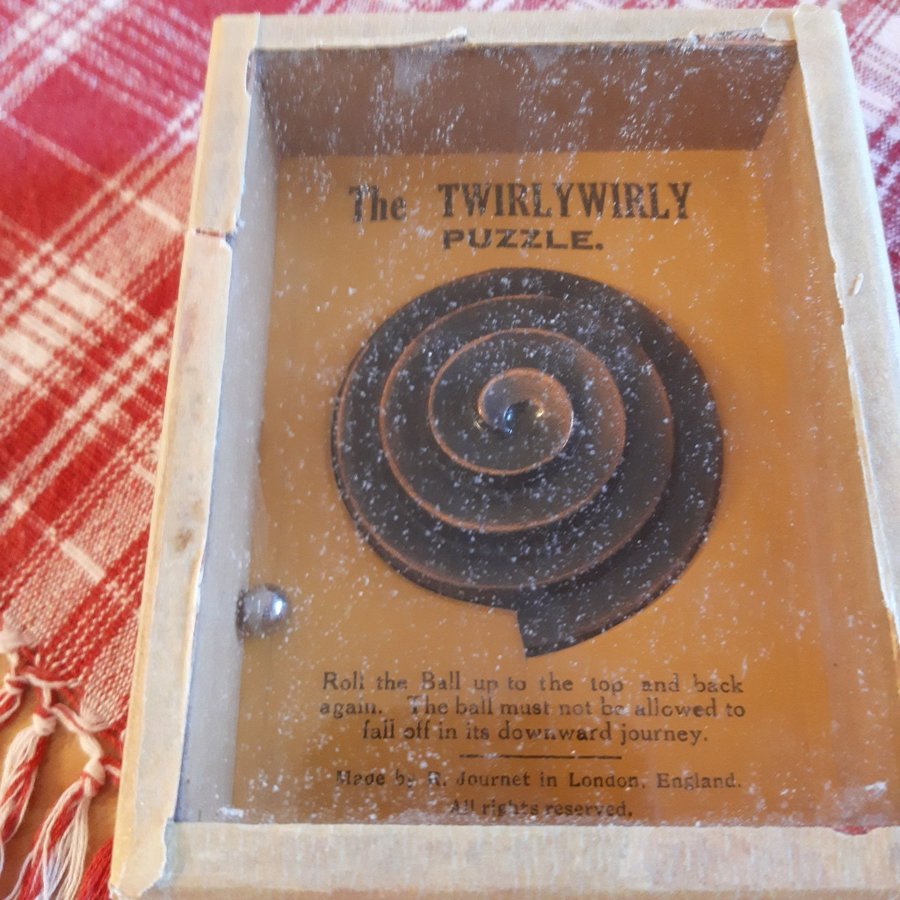 The TWIRLYWIRLY
PUZZLE.
Roll the Ball up to the top and back
again. The ball must not be allowed to
fall off in its downward journey.
Made by R. Journet in London, England.
All rights reserved.